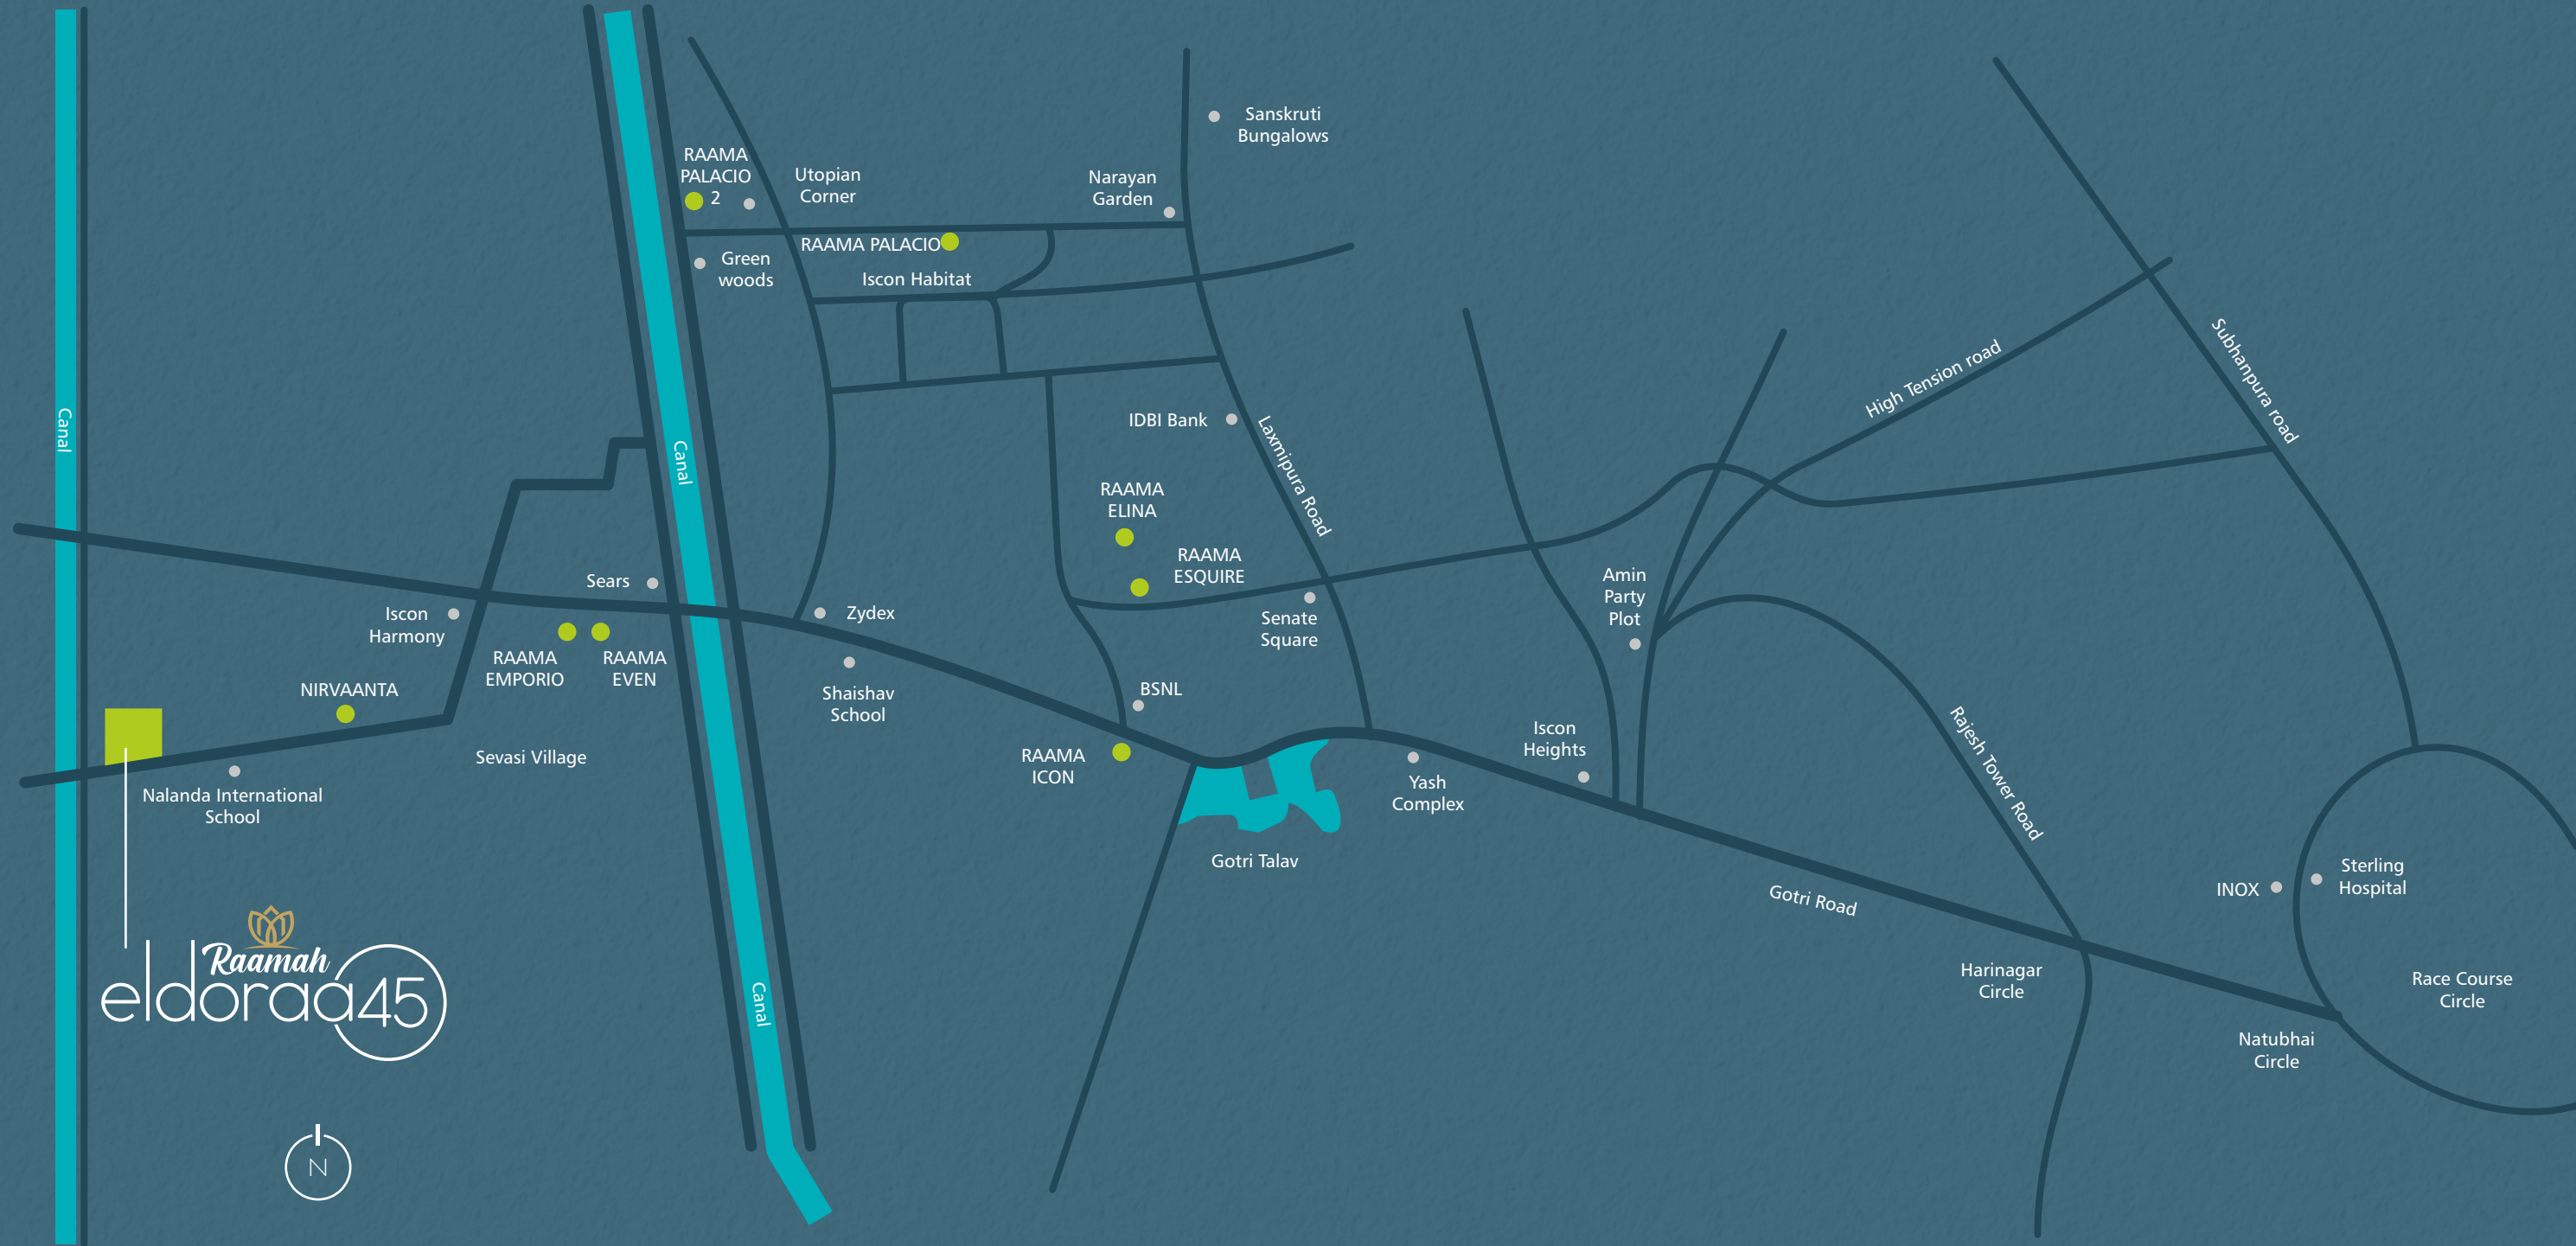 Sanskruti
Bungalows
RAAMA
PALACIO
2
Utopian
Corner
Narayan
Garden
RAAMA PALACIO
Green
woods
Iscon Habitat
High Tension road
Subhanpura road
Canal
Canal
IDBI Bank
Laxmipura Road
RAAMA
ELINA
RAAMA
ESQUIRE
Sears
Amin
Party
Plot
Iscon
Harmony
Zydex
Senate
Square
RAAMA
EMPORIO
RAAMA
EVEN
NIRVAANTA
Shaishav
School
BSNL
Rajesh Tower Road
Sevasi Village
RAAMA
ICON
Iscon
Heights
Yash
Complex
Nalanda International
School
Gotri Talav
Gotri Road
INOX
Sterling
Hospital
Raamah
eldoraa45
Canal
Harinagar
Circle
Race Course
Circle
Natubhai
Circle
N